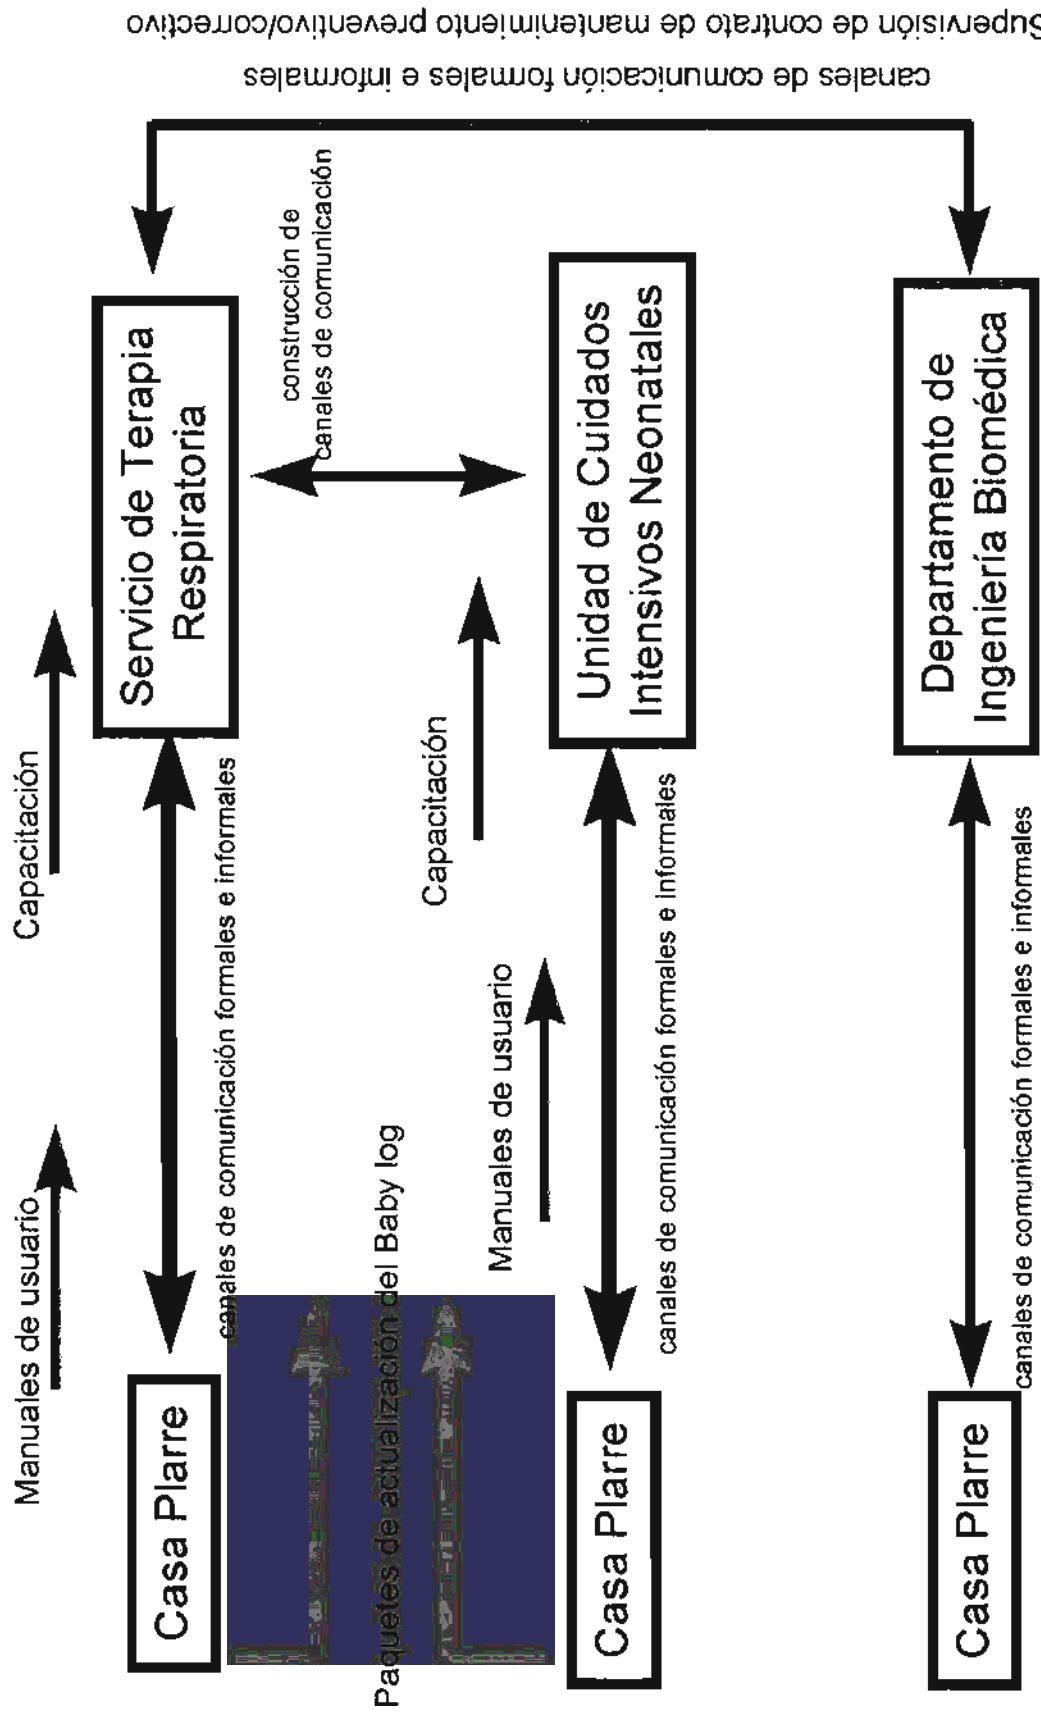 Manuales de usuario
Capacitación
Casa Plarre
canales de comunicación formales e informales
Servicio de Terapia
Respiratoria
construcción de
canales de comunicación
Paquetes de actualización del Baby log
Manuales de usuario
Capacitación
Casa Plarre
canales de comunicación formales e informales
Unidad de Cuidados
Intensivos Neonatales
Casa Plarre
canales de comunicación formales e informales
Departamento de
Ingeniería Biomédica
canales de comunicación formales e informales
Supervisión de contrato de mantenimiento preventivo/correctivo